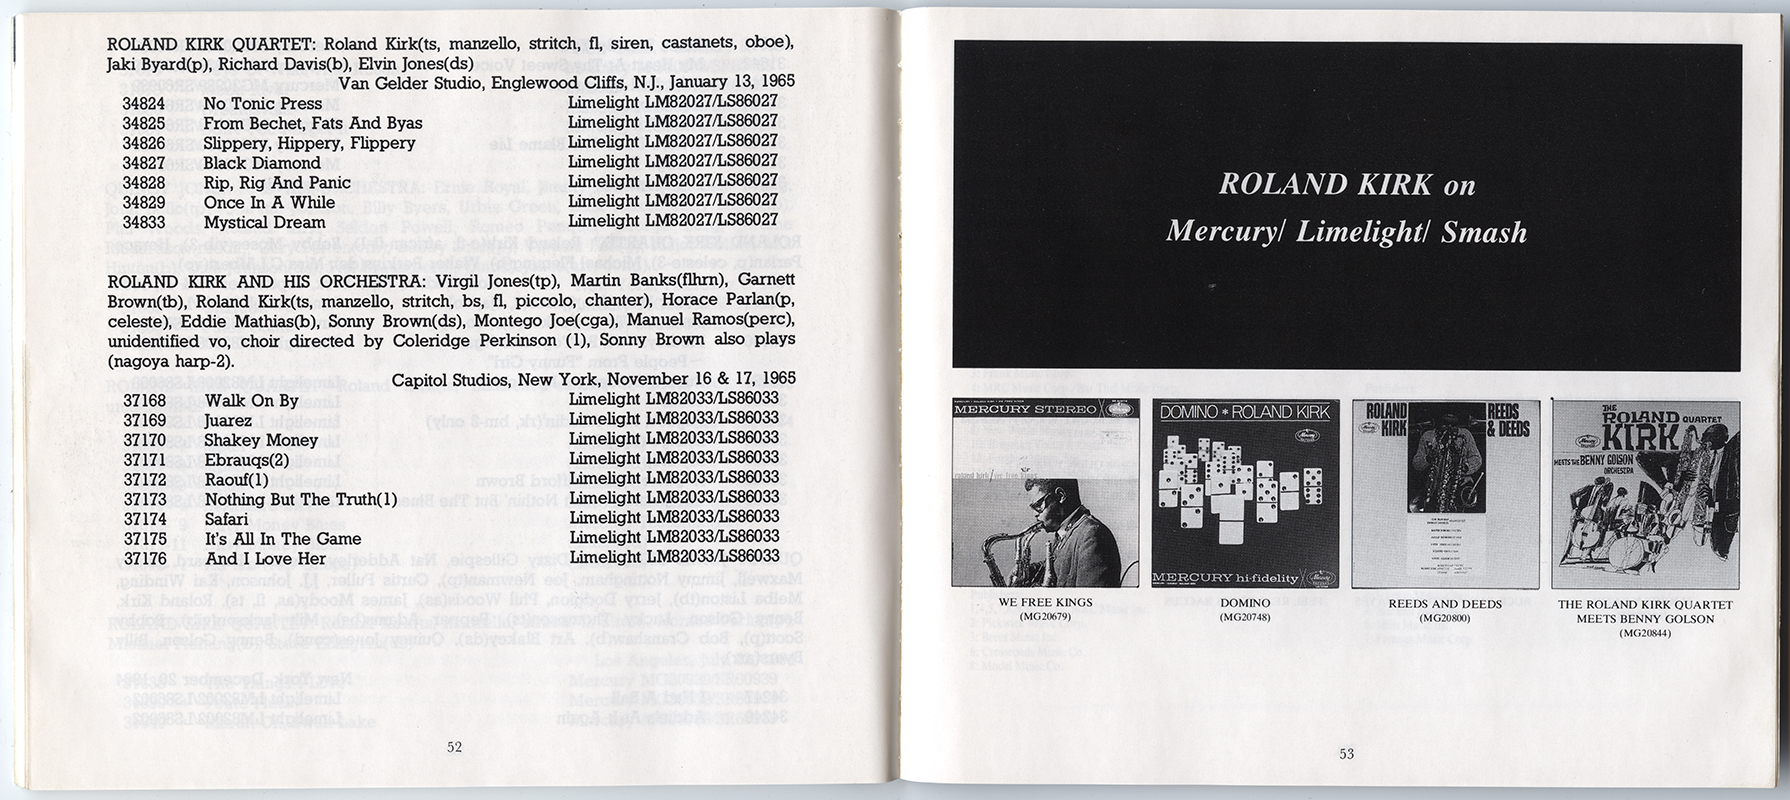 ROLAND KIRK QUARTET: Roland Kirk(ts, manzello, stritch, fl, siren, castanets, oboe),
Jaki Byard(p), Richard Davis(b), Elvin Jones(ds)
Van Gelder Studio, Englewood Cliffs, N.J., January 13, 1965
34824 No Tonic Press Limelight LM82027/LS86027
34825 From Bechet, Fats And Byas Limelight LM82027/LS86027
34826 Slippery, Hippery, Flippery Limelight LM82027/LS86027
34827 Black Diamond Limelight LM82027/LS86027
34828 Rip, Rig And Panic Limelight LM82027/LS86027
34829 Once In A While Limelight LM82027/LS86027
34833 Mystical Dream Limelight LM82027/LS86027
ROLAND KIRK AND HIS ORCHESTRA: Virgil Jones(tp), Martin Banks(flhrn), Garnett
Brown(tb), Roland Kirk(ts, manzello, stritch, bs, fl, piccolo, chanter), Horace Parlan(p,
celeste), Eddie Mathias(b), Sonny Brown(ds), Montego Joe(cga), Manuel Ramos(perc),
unidentified vo, choir directed by Coleridge Perkinson (1), Sonny Brown also plays
(nagoya harp-2).
Capitol Studios, New York, November 16 & 17, 1965
37168 Walk On By Limelight LM82033/LS86033
37169 Juarez Limelight LM82033/LS86033
37170 Shakey Money Limelight LM82033/LS86033
37171 Ebrauqs(2) Limelight LM82033/LS86033
37172 Raouf(1) Limelight LM82033/LS86033
37173 Nothing But The Truth(1) Limelight LM82033/LS86033
37174 Safari Limelight LM82033/LS86033
37175 It's All In The Game Limelight LM82033/LS86033
37176 And I Love Her Limelight LM82033/LS86033
52
ROLAND KIRK on
Mercury/ Limelight/ Smash
MERCURY STEREO
roland kirk/we free kings
WE FREE KINGS
(MG20679)
DOMINO * ROLAND KIRK
MERCURY hi-fidelity
DOMINO
(MG20748)
ROLAND KIRK
REEDS & DEEDS
REEDS AND DEEDS
(MG20800)
THE ROLAND KIRK QUARTET
MEETS THE BENNY GOLSON ORCHESTRA
THE ROLAND KIRK QUARTET
MEETS BENNY GOLSON
(MG20844)
53